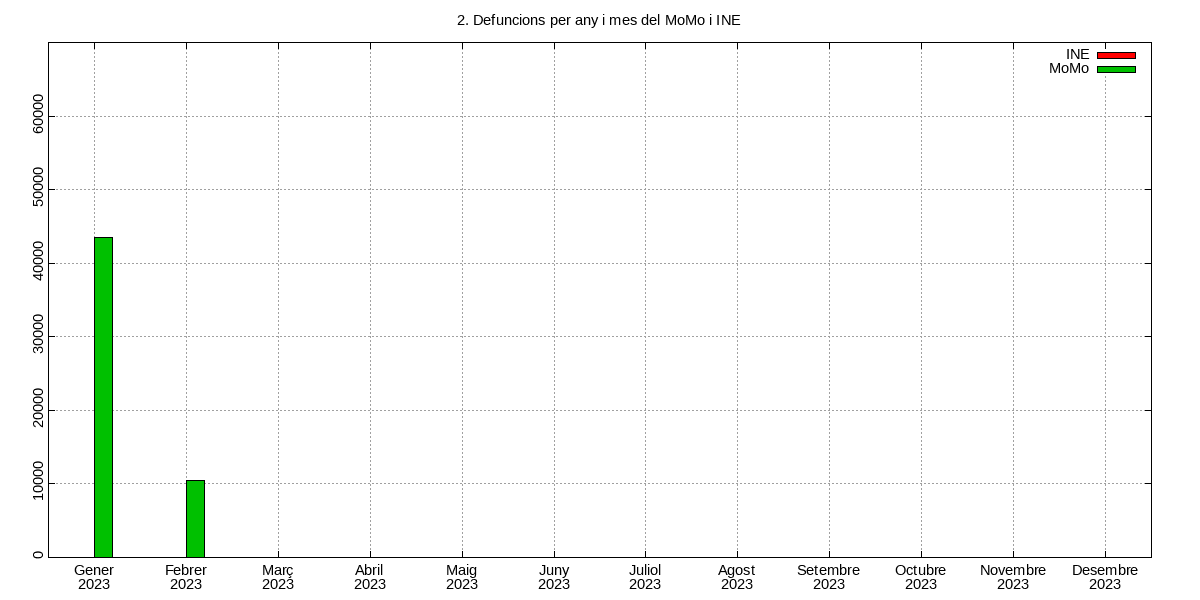 2. Defuncions per any i mes del MoMo i INE
INE
MoMo
60000
50000
40000
30000
20000
10000
0
Gener Febrer Març Abril Maig Juny Juliol Agost Setembre Octubre Novembre Desembre
2023 2023 2023 2023 2023 2023 2023 2023 2023 2023 2023 2023